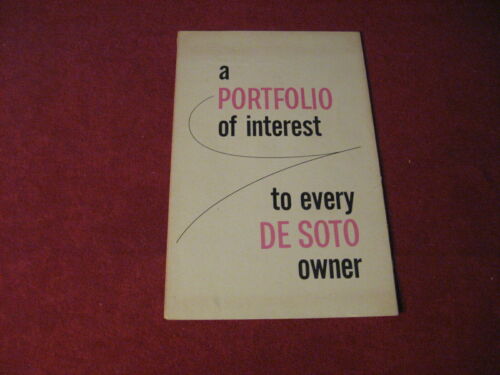 a
PORTFOLIO
of interest
to every
DE SOTO
owner